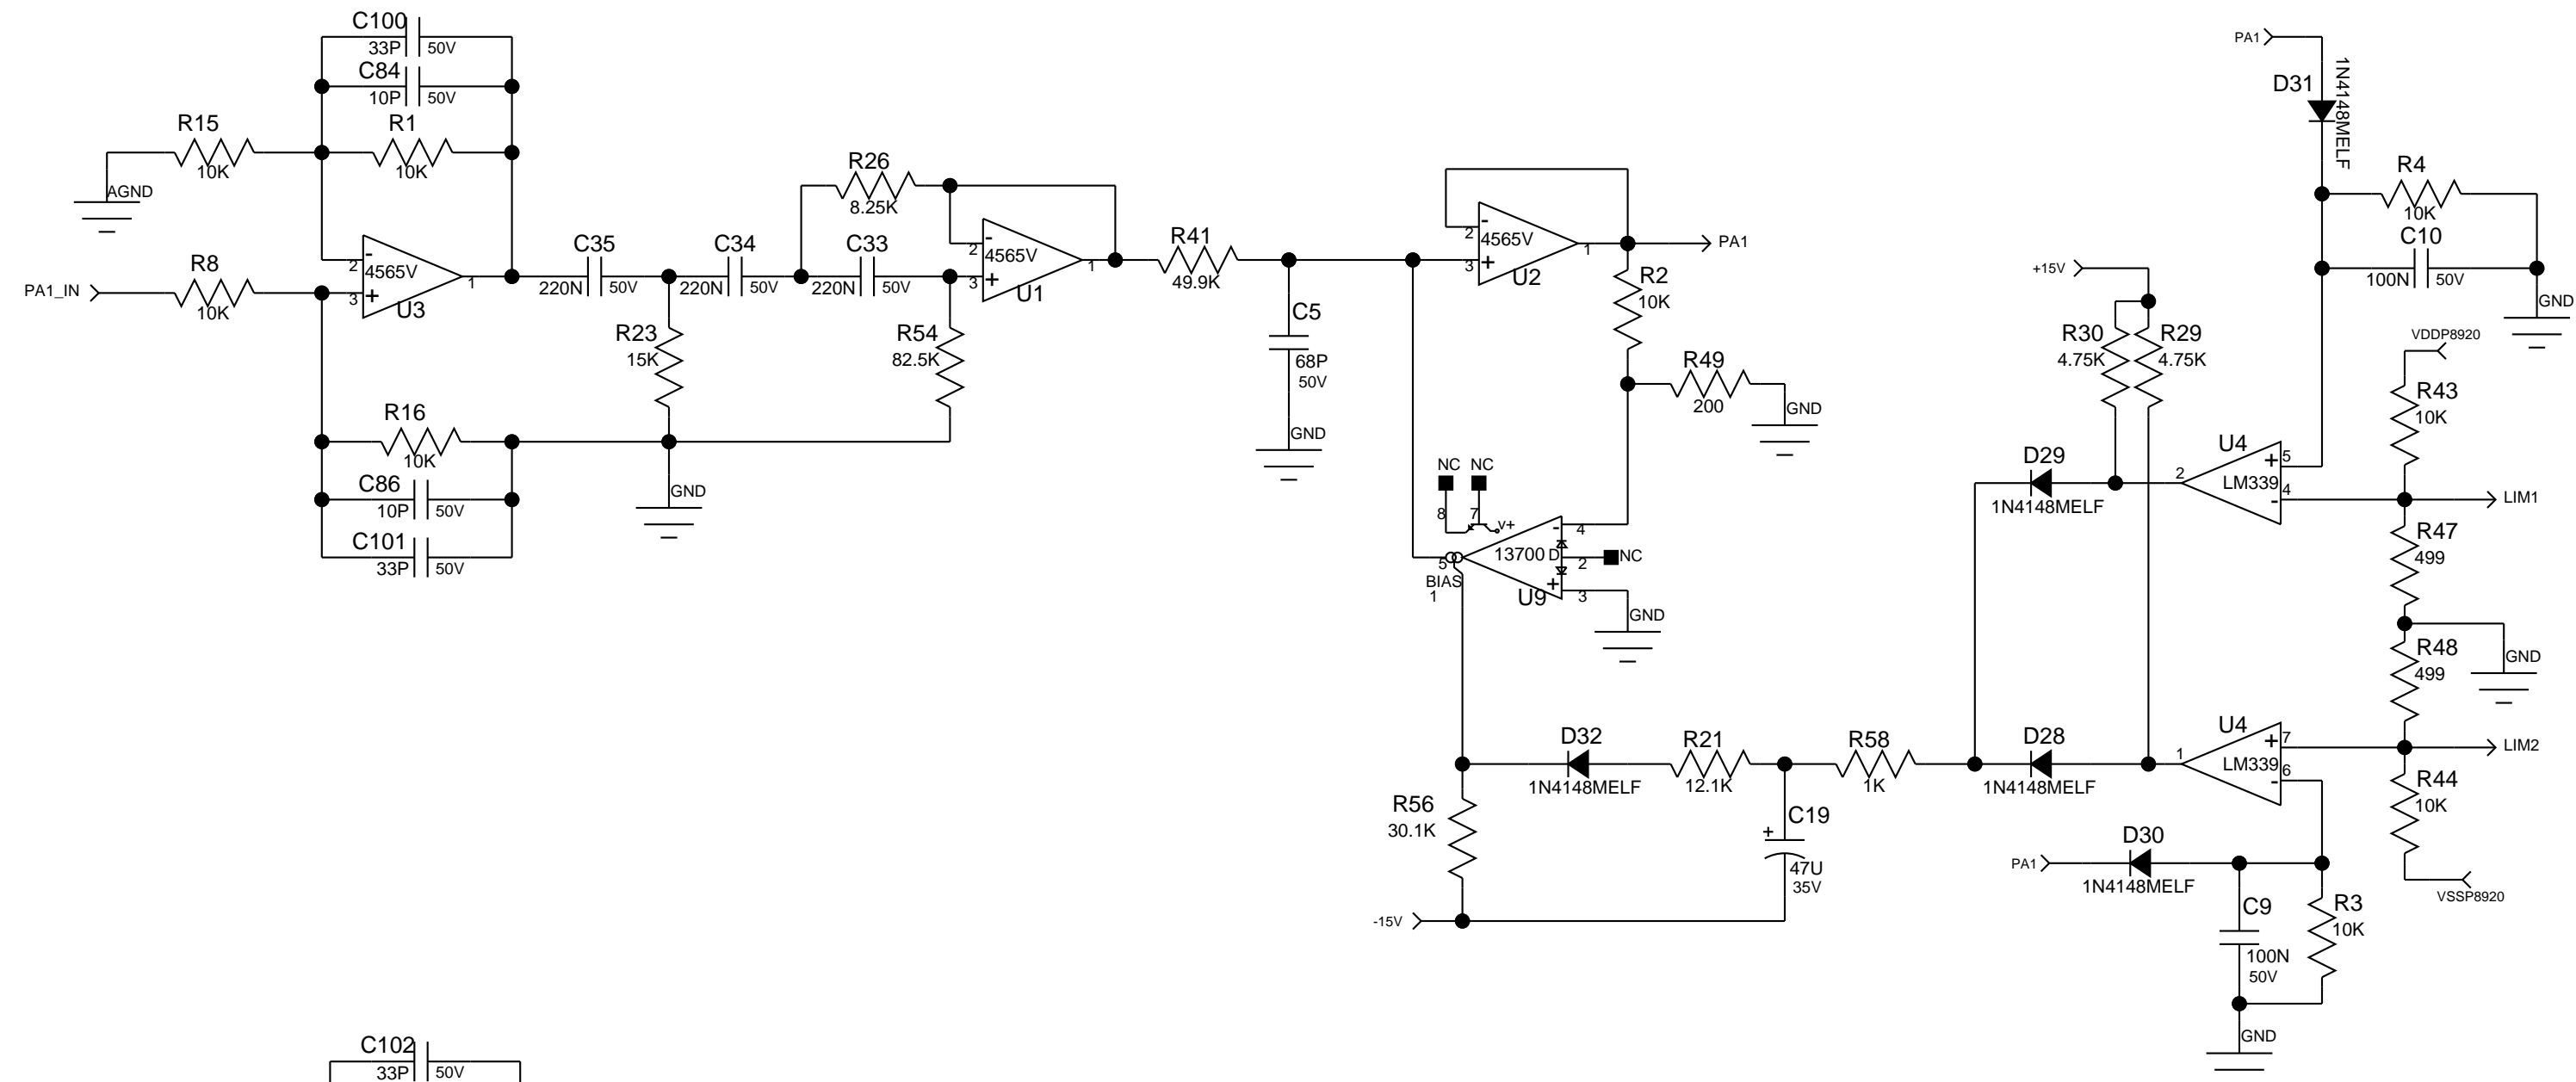 C100
33P 50V
C84
10P 50V
R15
10K
R1
10K
AGND
R8
10K
PA1_IN
2 - 4565V
3 + 1
U3
C35
220N 50V
C34
220N 50V
R26
8.25K
C33
220N 50V
2 - 4565V
3 + 1
U1
R23
15K
R54
82.5K
R16
10K
C86
10P 50V
C101
33P 50V
GND
R41
49.9K
C5
68P
50V
GND
2 - 4565V
3 + 1
U2
PA1
R2
10K
R49
200
GND
NC NC
8 7 v+
- 4
13700 D
2 NC
5
BIAS
1
+ 3
U9
GND
D32
1N4148MELF
R21
12.1K
R58
1K
R56
30.1K
C19
+
47U
35V
-15V
PA1
D31
1N4148MELF
R4
10K
C10
100N 50V
GND
+15V
R30
4.75K
R29
4.75K
VDDP8920
R43
10K
D29
1N4148MELF
U4
2 LM339
+ 5
- 4
LIM1
R47
499
GND
R48
499
D28
1N4148MELF
U4
1 LM339
+ 7
- 6
LIM2
R44
10K
VSSP8920
D30
PA1
1N4148MELF
C9
100N
50V
R3
10K
GND
C102
33P 50V